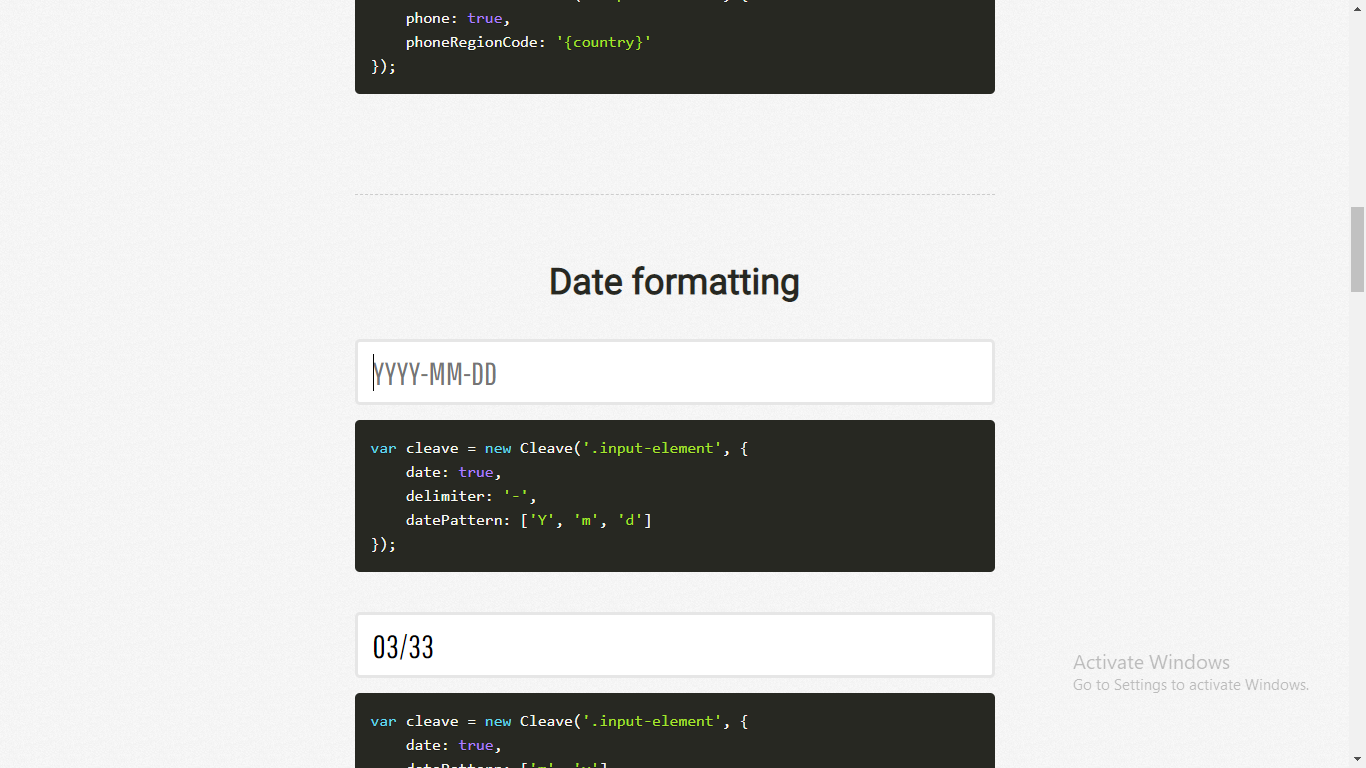 phone: true,
phoneRegionCode: '{country}'
});
Date formatting
YYYY-MM-DD
var cleave = new Cleave('.input-element', {
date: true,
delimiter: '-',
datePattern: ['Y', 'm', 'd']
});
03/33
Activate Windows
Go to Settings to activate Windows.
var cleave = new Cleave('.input-element', {
date: true,
datePattern: ['m', 'y']